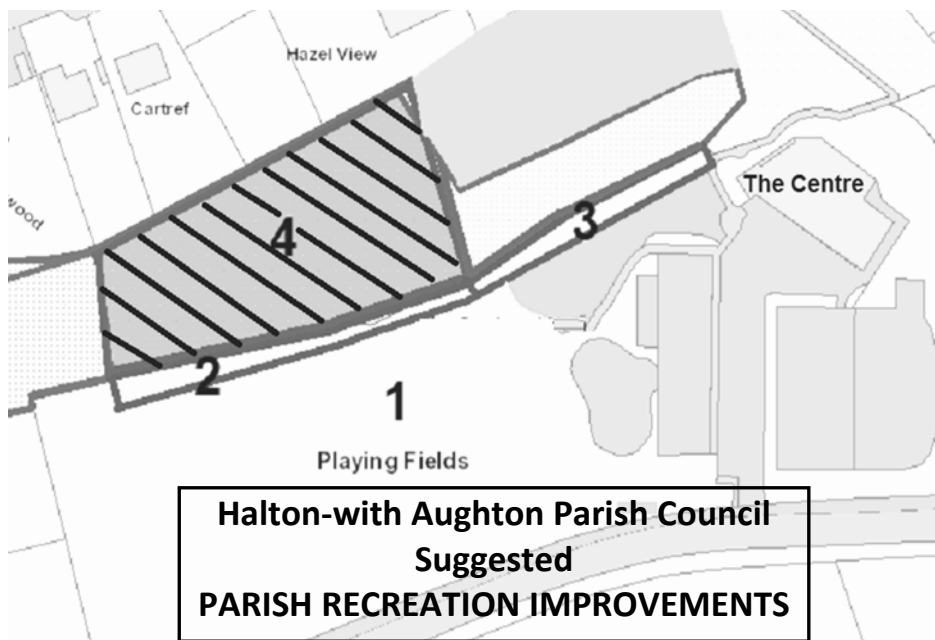 Hazel View
Cartref
The Centre
wood
3
4
2
1
Playing Fields
Halton-with Aughton Parish Council
Suggested
PARISH RECREATION IMPROVEMENTS